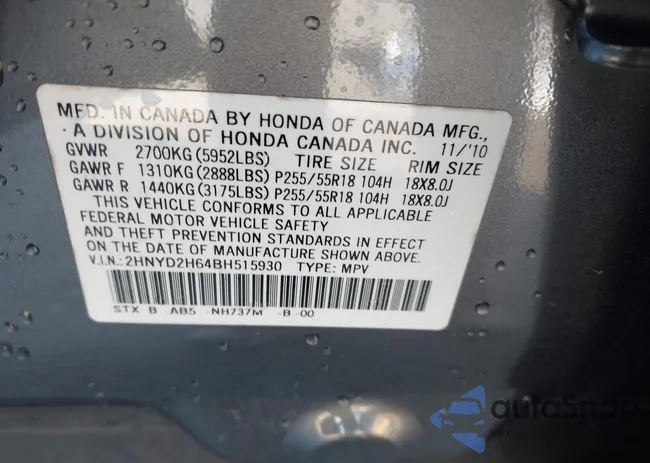 MFD. IN CANADA BY HONDA OF CANADA MFG.,
A DIVISION OF HONDA CANADA INC. 11/'10
GVWR 2700KG(5952LBS) TIRE SIZE RIM SIZE
GAWR F 1310KG(2888LBS) P255/55R18 104H 18X8.0J
GAWR R 1440KG(3175LBS) P255/55R18 104H 18X8.0J
THIS VEHICLE CONFORMS TO ALL APPLICABLE
FEDERAL MOTOR VEHICLE SAFETY
AND THEFT PREVENTION STANDARDS IN EFFECT
ON THE DATE OF MANUFACTURE SHOWN ABOVE.
V.I.N.:2HNYD2H64BH515930 TYPE: MPV
STX B AB5 -NH737M -B -00
autoSnap